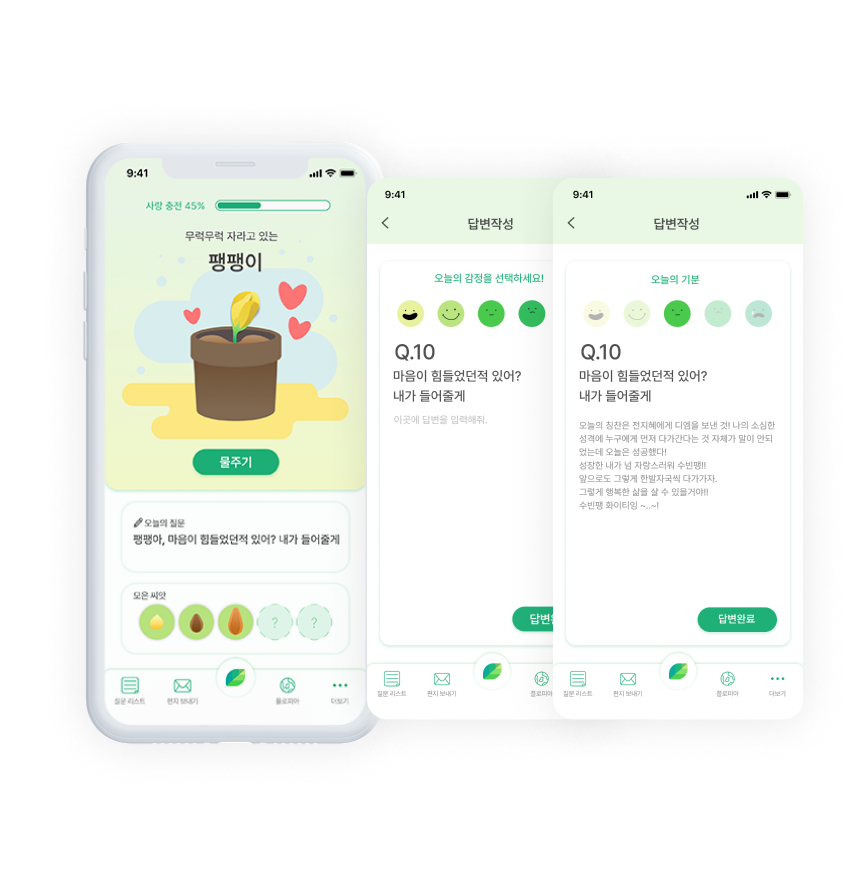 9:41
사랑 충전 45%
무럭무럭 자라고 있는
팽팽이
물주기
오늘의 질문
팽팽아, 마음이 힘들었던적 있어? 내가 들어줄게
모은 씨앗
? ?
질문 리스트 편지 보내기 플로피아 더보기
9:41
답변작성
오늘의 감정을 선택하세요!
Q.10
마음이 힘들었던적 있어?
내가 들어줄게
이곳에 답변을 입력해줘.
답변완
질문 리스트 편지 보내기 플로피아
9:41
답변작성
오늘의 기분
Q.10
마음이 힘들었던적 있어?
내가 들어줄게
오늘의 칭찬은 전지혜에게 디엠을 보낸 것! 나의 소심한
성격에 누구에게 먼저 다가간다는 것 자체가 말이 안되
었는데 오늘은 성공했다!
성장한 내가 넘 자랑스러워 수빈팽!!
앞으로도 그렇게 한발자국씩 다가가자.
그렇게 행복한 삶을 살 수 있을거야!!
수빈팽 화이티밍 ~..~!
답변완료
질문 리스트 편지 보내기 플로피아 더보기